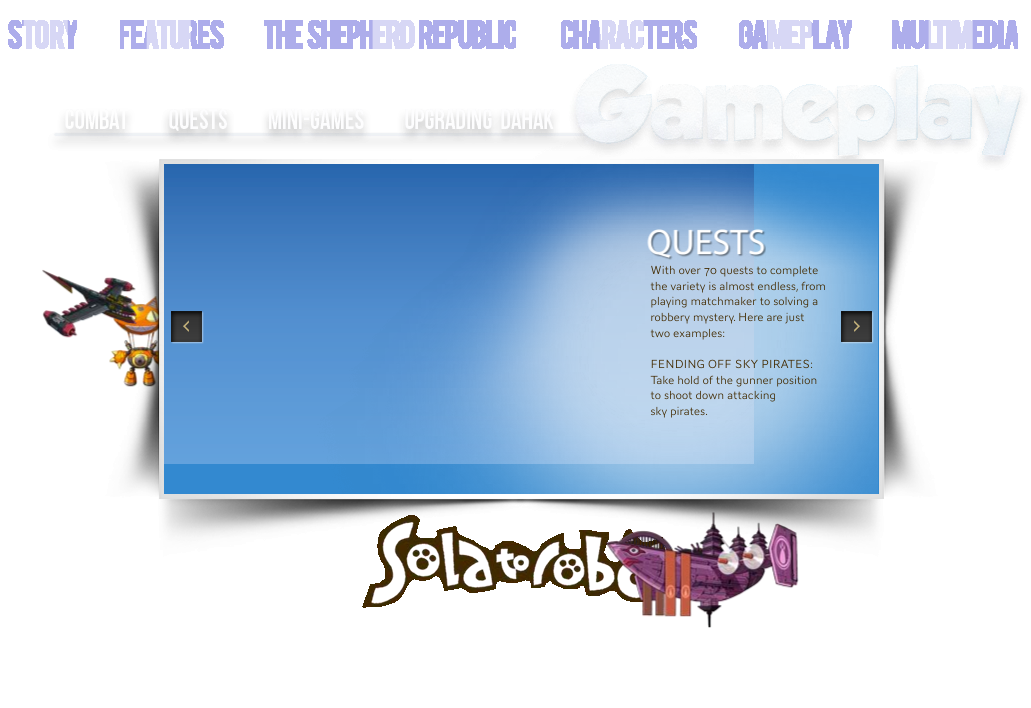 STORY FEATURES THE SHEPHERD REPUBLIC CHARACTERS GAMEPLAY MULTIMEDIA
Gameplay
COMBAT QUESTS MINI-GAMES UPGRADING DAHAK
QUESTS
With over 70 quests to complete
the variety is almost endless, from
playing matchmaker to solving a
robbery mystery. Here are just
two examples:
FENDING OFF SKY PIRATES:
Take hold of the gunner position
to shoot down attacking
sky pirates.
Solatorobo